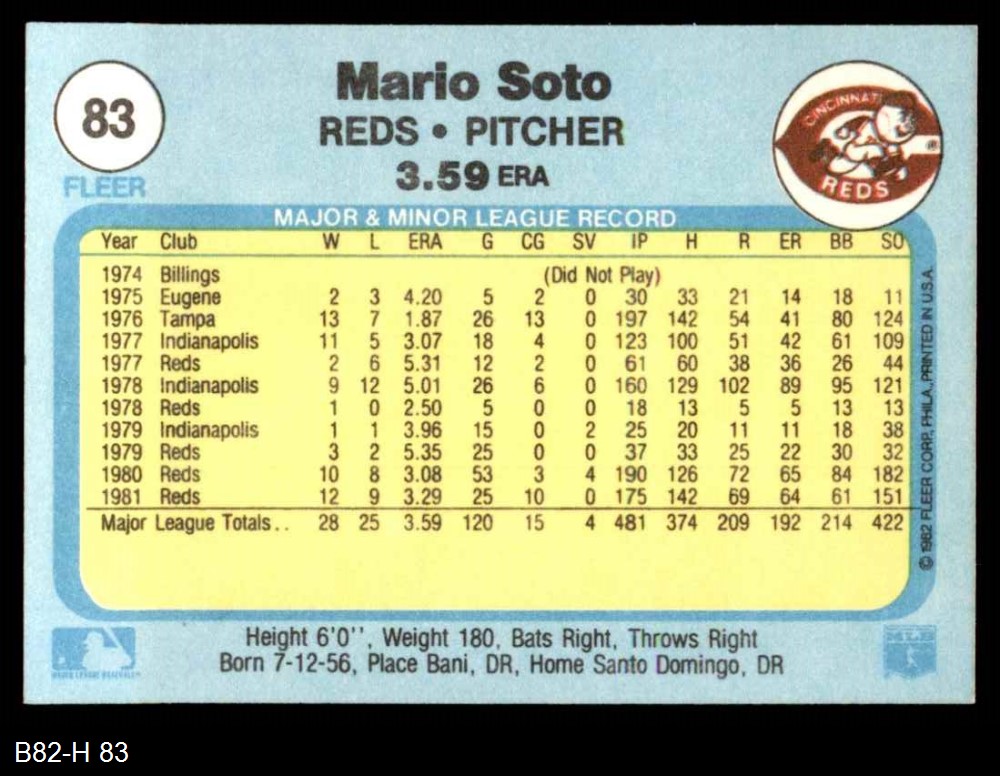 83
FLEER
Mario Soto
REDS • PITCHER
3.59 ERA
CINCINNATI
REDS
®
MAJOR & MINOR LEAGUE RECORD
Year Club W L ERA G CG SV IP H R ER BB SO
1974 Billings (Did Not Play)
1975 Eugene 2 3 4.20 5 2 0 30 33 21 14 18 11
1976 Tampa 13 7 1.87 26 13 0 197 142 54 41 80 124
1977 Indianapolis 11 5 3.07 18 4 0 123 100 51 42 61 109
1977 Reds 2 6 5.31 12 2 0 61 60 38 36 26 44
1978 Indianapolis 9 12 5.01 26 6 0 160 129 102 89 95 121
1978 Reds 1 0 2.50 5 0 0 18 13 5 5 13 13
1979 Indianapolis 1 1 3.96 15 0 2 25 20 11 11 18 38
1979 Reds 3 2 5.35 25 0 0 37 33 25 22 30 32
1980 Reds 10 8 3.08 53 3 4 190 126 72 65 84 182
1981 Reds 12 9 3.29 25 10 0 175 142 69 64 61 151
Major League Totals.. 28 25 3.59 120 15 4 481 374 209 192 214 422
© 1982 FLEER CORP., PHILA., PRINTED IN U.S.A.
Height 6'0'', Weight 180, Bats Right, Throws Right
Born 7-12-56, Place Bani, DR, Home Santo Domingo, DR
MAJOR LEAGUE BASEBALL
B82-H 83